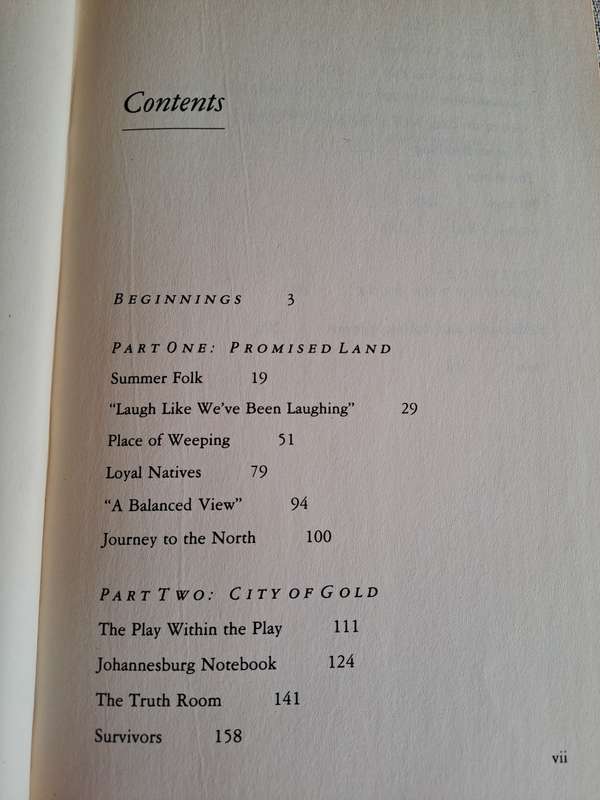 Contents
BEGINNINGS 3
PART ONE: PROMISED LAND
Summer Folk 19
“Laugh Like We’ve Been Laughing” 29
Place of Weeping 51
Loyal Natives 79
“A Balanced View” 94
Journey to the North 100
PART TWO: CITY OF GOLD
The Play Within the Play 111
Johannesburg Notebook 124
The Truth Room 141
Survivors 158
vii